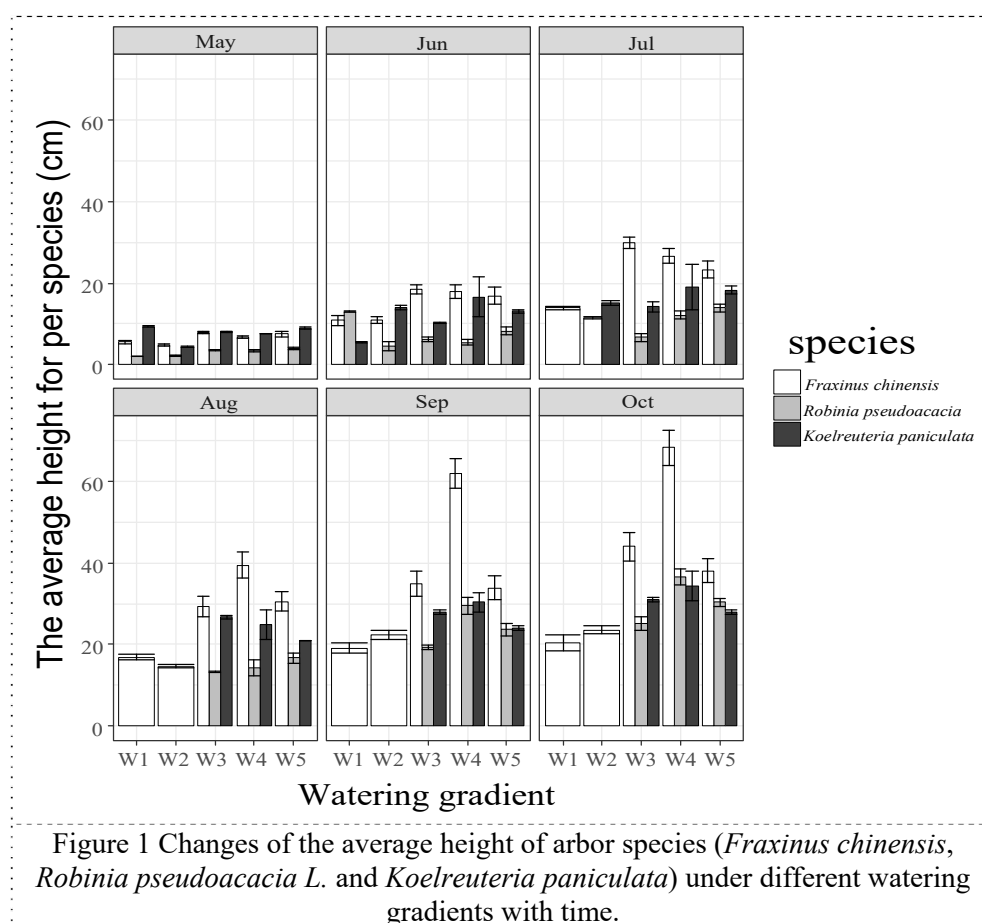 May Jun Jul
The average height for per species (cm)
60
40
20
0
species
Fraxinus chinensis
Robinia pseudoacacia
Koelreuteria paniculata
Aug Sep Oct
60
40
20
0
W1 W2 W3 W4 W5 W1 W2 W3 W4 W5 W1 W2 W3 W4 W5
Watering gradient
Figure 1 Changes of the average height of arbor species (Fraxinus chinensis,
Robinia pseudoacacia L. and Koelreuteria paniculata) under different watering
gradients with time.